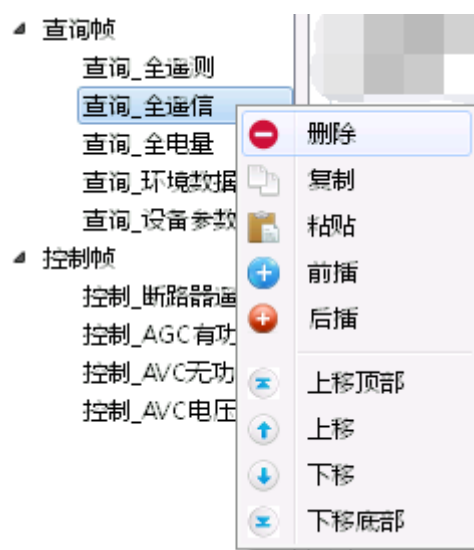 查询帧
查询_全遥测
查询_全遥信
查询_全电量
查询_环境数据
查询_设备参数
控制帧
控制_断路器遥
控制_AGC有功
控制_AVC无功
控制_AVC电压
删除
复制
粘贴
前插
后插
上移顶部
上移
下移
下移底部